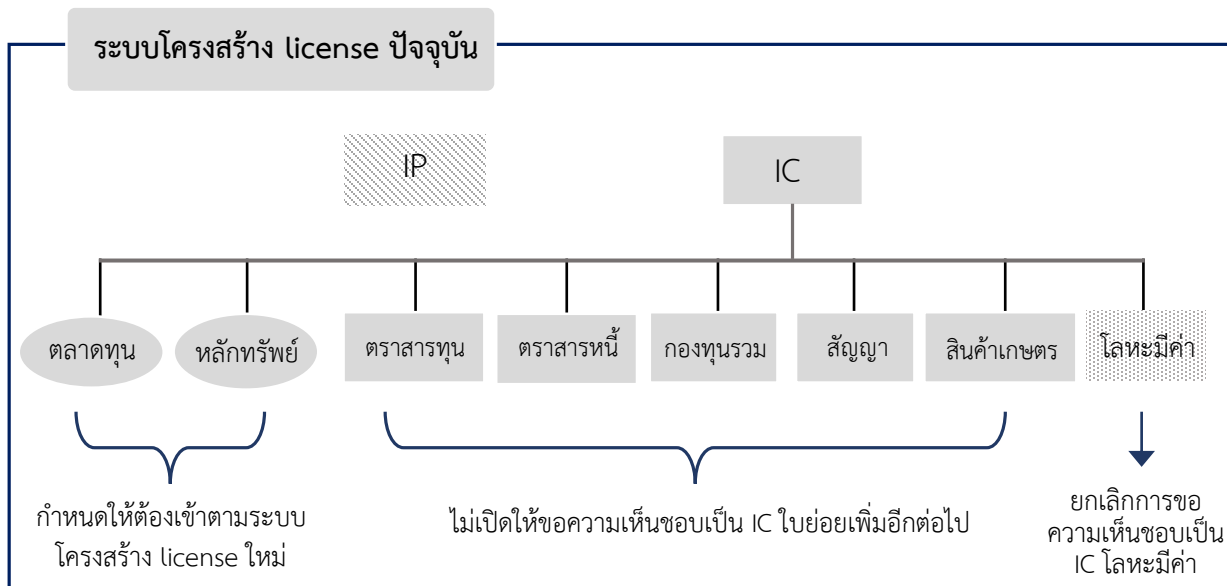 ระบบโครงสร้าง license ปัจจุบัน
IP
IC
ตลาดทุน
หลักทรัพย์
ตราสารทุน
ตราสารหนี้
กองทุนรวม
สัญญา
สินค้าเกษตร
โลหะมีค่า
กำหนดให้ต้องเข้าตามระบบ
โครงสร้าง license ใหม่
ไม่เปิดให้ขอความเห็นชอบเป็น IC ใบย่อยเพิ่มอีกต่อไป
ยกเลิกการขอ
ความเห็นชอบเป็น
IC โลหะมีค่า